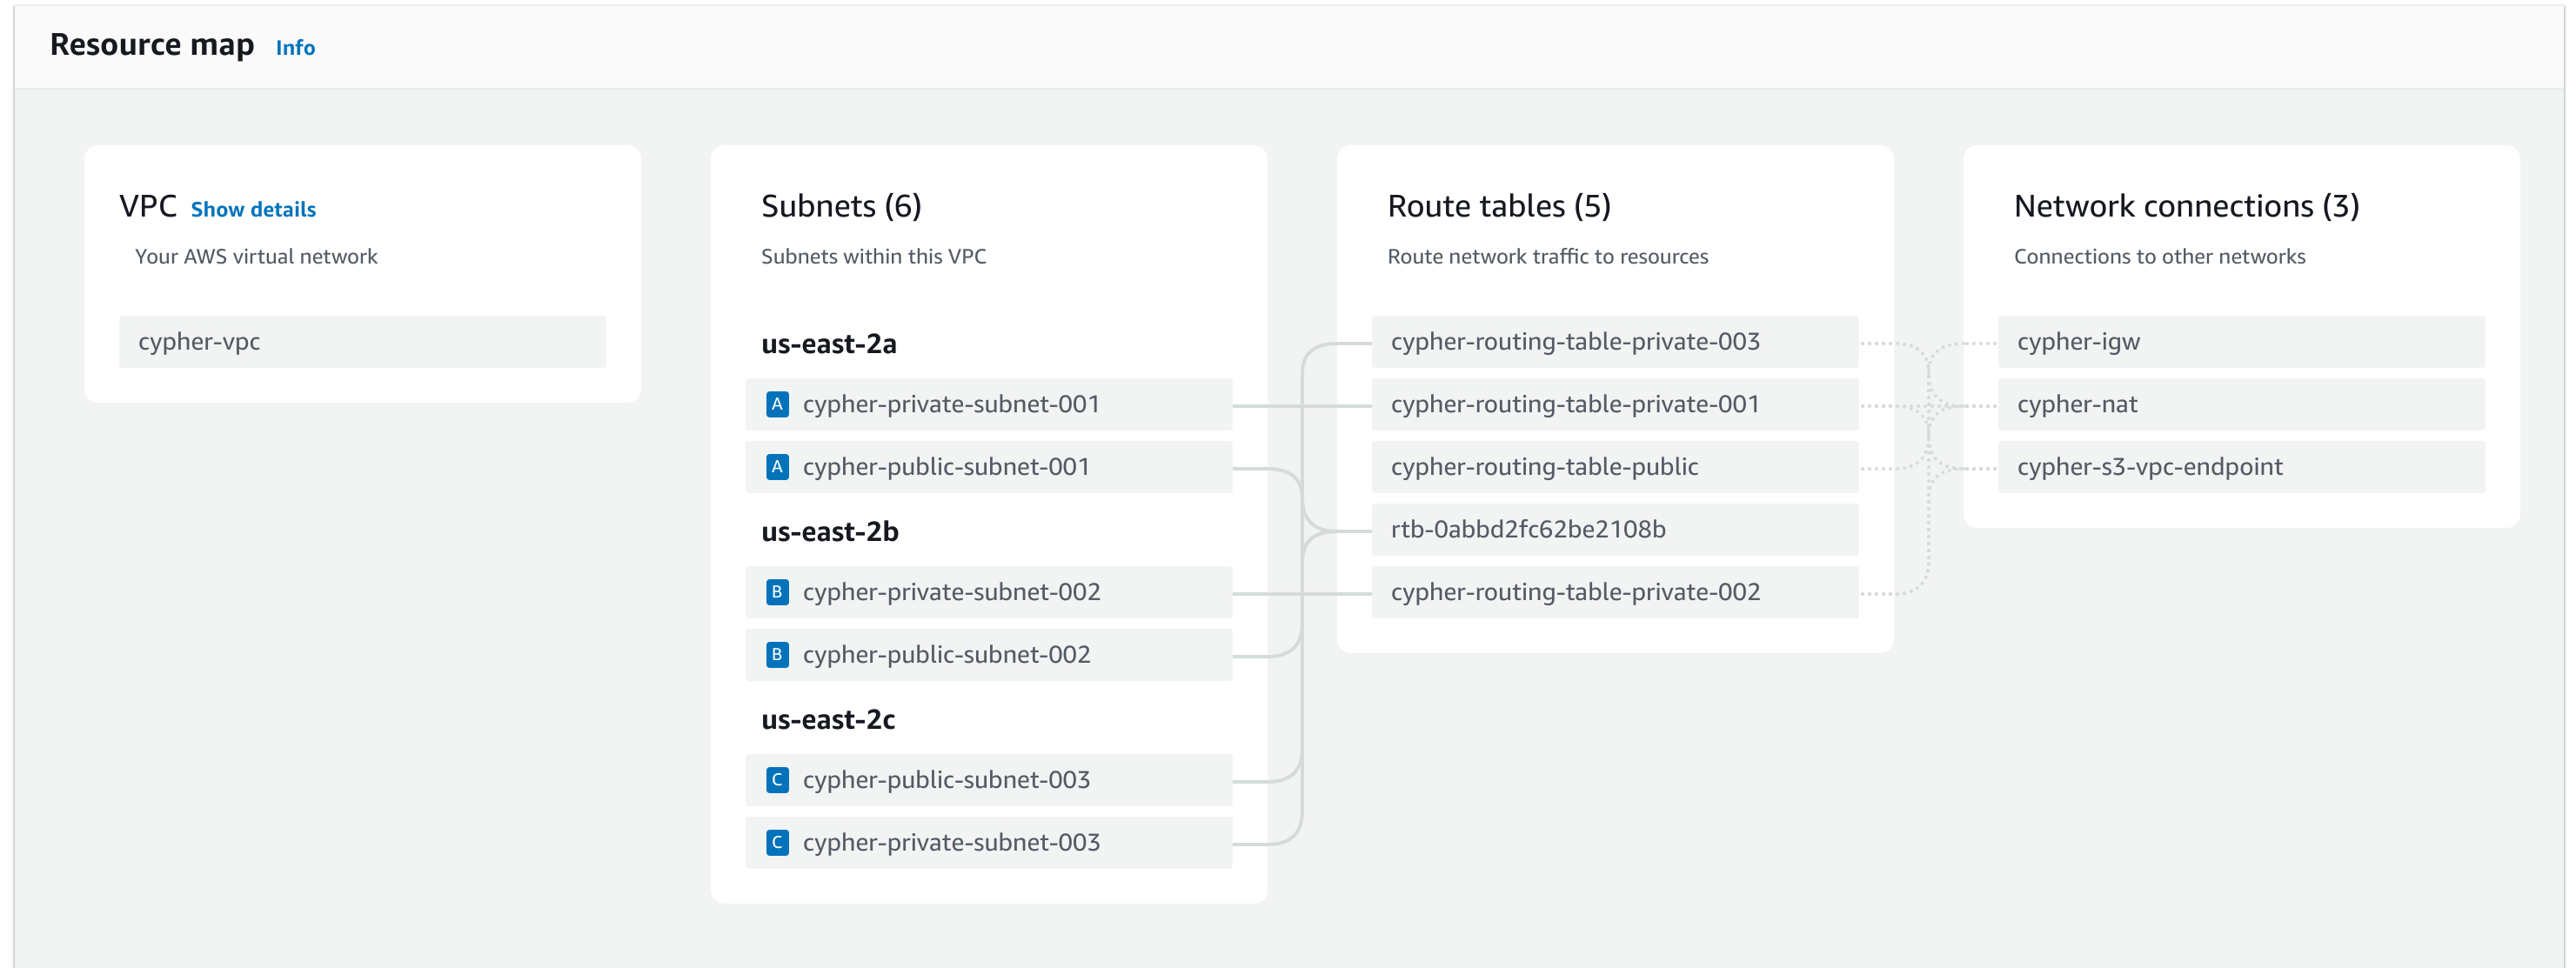 Resource map Info
VPC Show details
Your AWS virtual network
cypher-vpc
Subnets (6)
Subnets within this VPC
us-east-2a
A cypher-private-subnet-001
A cypher-public-subnet-001
us-east-2b
B cypher-private-subnet-002
B cypher-public-subnet-002
us-east-2c
C cypher-public-subnet-003
C cypher-private-subnet-003
Route tables (5)
Route network traffic to resources
cypher-routing-table-private-003
cypher-routing-table-private-001
cypher-routing-table-public
rtb-0abbd2fc62be2108b
cypher-routing-table-private-002
Network connections (3)
Connections to other networks
cypher-igw
cypher-nat
cypher-s3-vpc-endpoint